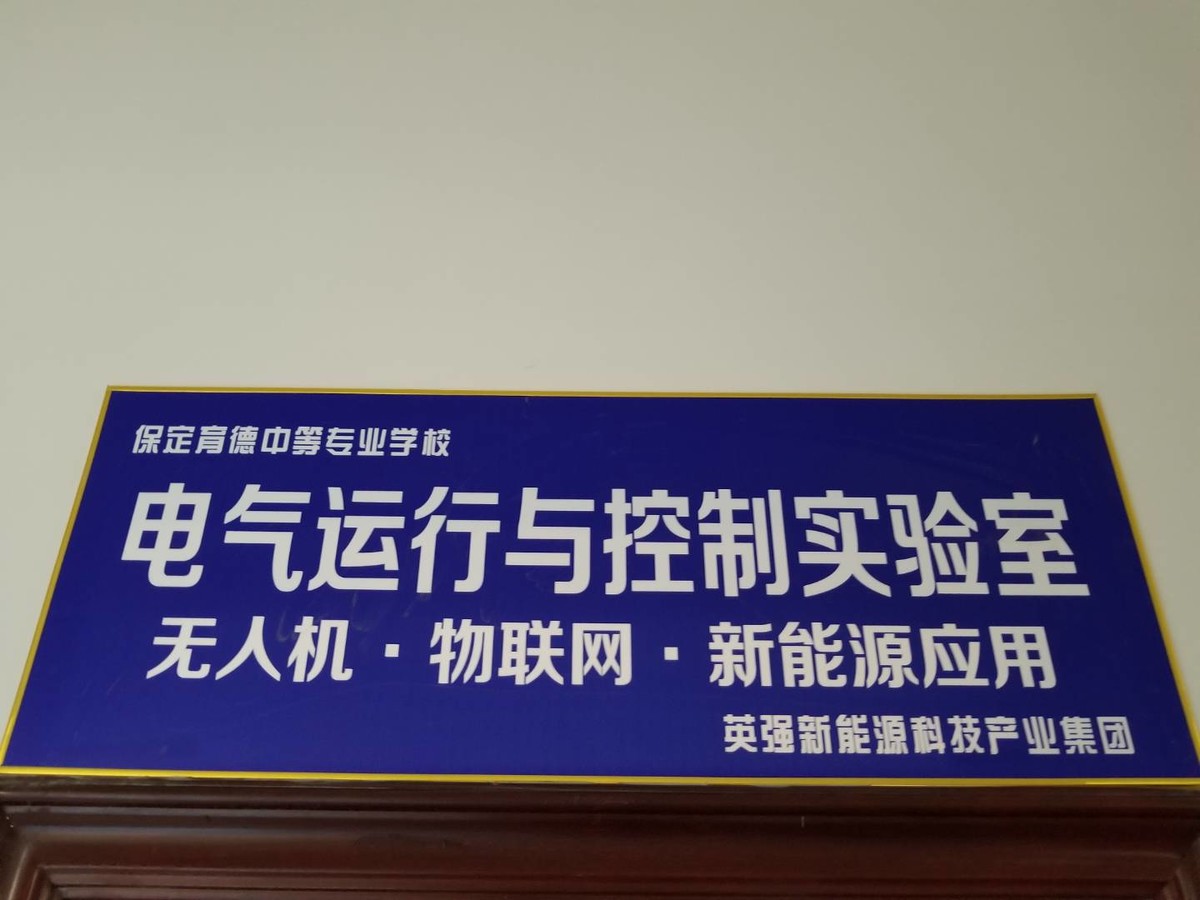 保定育德中等专业学校
电气运行与控制实验室
无人机·物联网·新能源应用
英强新能源科技产业集团